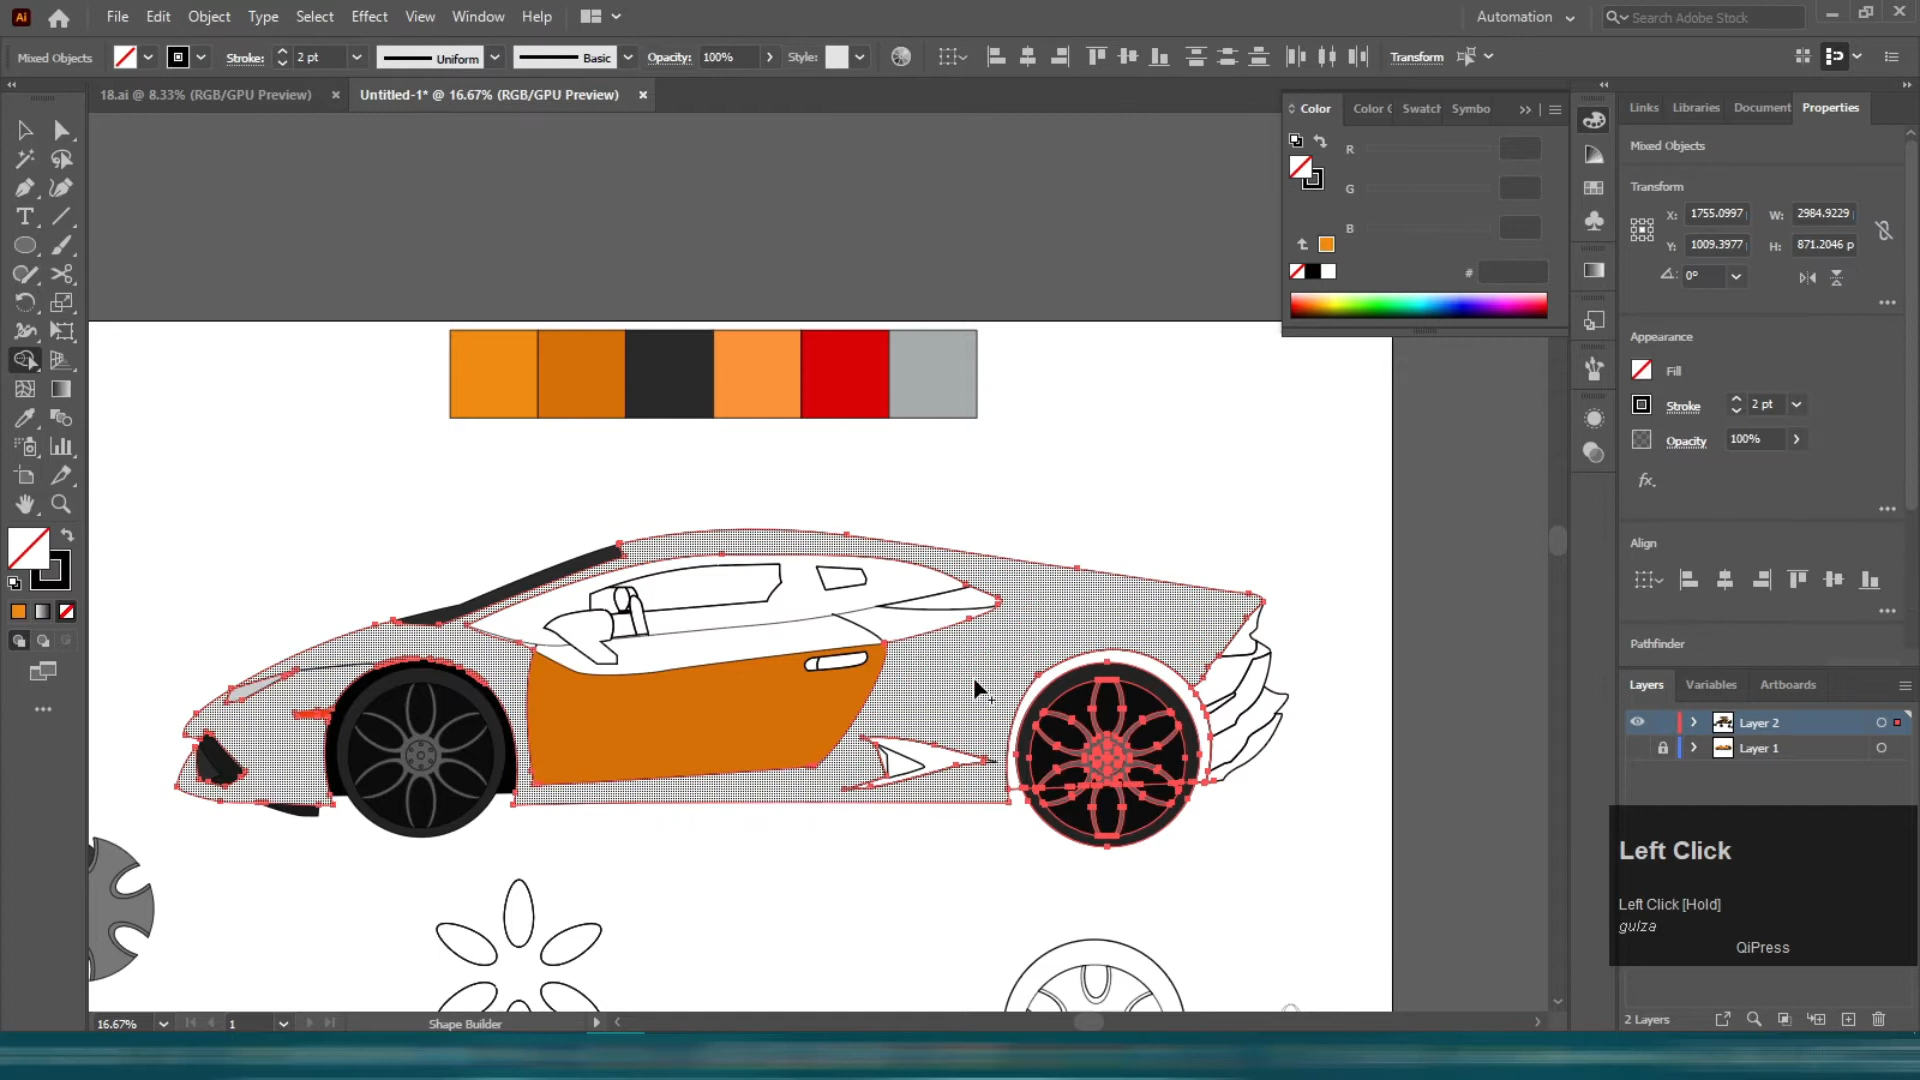 Ai File Edit Object Type Select Effect View Window Help Automation Search Adobe Stock
Mixed Objects Stroke: 2 pt Uniform Basic Opacity: 100% Style: Transform
18.ai @ 8.33% (RGB/GPU Preview) × Untitled-1* @ 16.67% (RGB/GPU Preview) ×
Color Color Swatch Symbo
R
G
B
#
Links Libraries Document Properties
Mixed Objects
Transform
X: 1755.0997 W: 2984.9229
Y: 1009.3977 H: 871.2046 p
0°
Appearance
Fill
Stroke 2 pt
Opacity 100%
fx.
Align
Pathfinder
Layers Variables Artboards
Layer 2
Layer 1
Left Click
Left Click [Hold]
gulza
QiPress
2 Layers
16.67% 1 Shape Builder